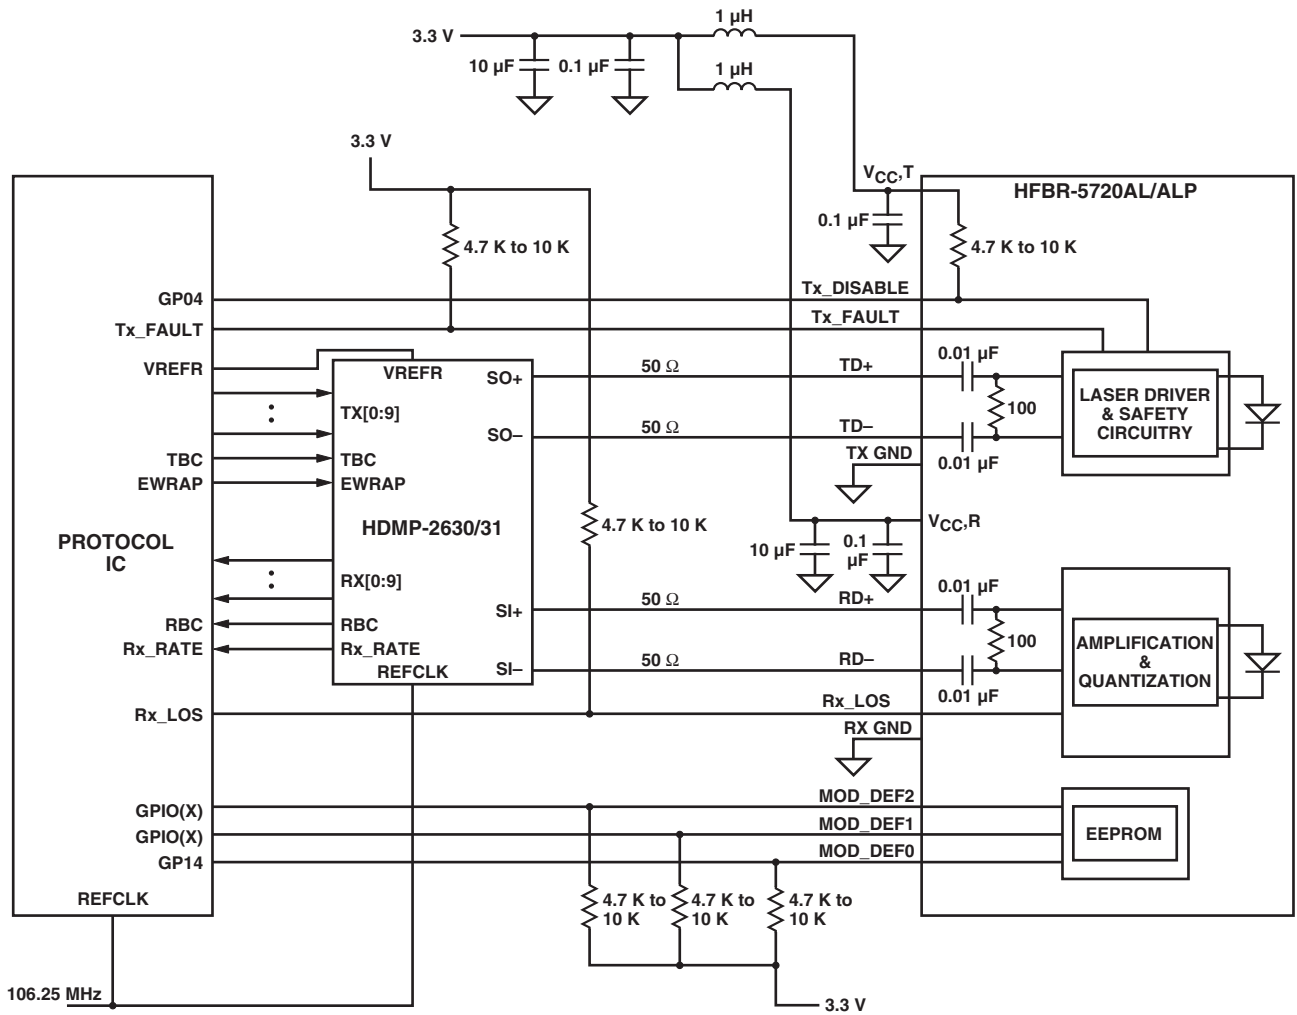 1 µH
3.3 V
10 µF
0.1 µF
1 µH
3.3 V
V_CC,T
HFBR-5720AL/ALP
0.1 µF
4.7 K to 10 K
4.7 K to 10 K
GP04
Tx_DISABLE
Tx_FAULT
Tx_FAULT
VREFR
VREFR
SO+
50 Ω
TD+
0.01 µF
TX[0:9]
100
LASER DRIVER
& SAFETY
CIRCUITRY
SO–
50 Ω
TD–
0.01 µF
TX GND
TBC
TBC
EWRAP
EWRAP
HDMP-2630/31
4.7 K to 10 K
V_CC,R
PROTOCOL
IC
10 µF
0.1
µF
RX[0:9]
SI+
50 Ω
RD+
0.01 µF
RBC
RBC
Rx_RATE
Rx_RATE
100
AMPLIFICATION
&
QUANTIZATION
REFCLK
SI–
50 Ω
RD–
0.01 µF
Rx_LOS
Rx_LOS
RX GND
GPIO(X)
MOD_DEF2
GPIO(X)
MOD_DEF1
EEPROM
GP14
MOD_DEF0
REFCLK
4.7 K to
10 K
4.7 K to
10 K
4.7 K to
10 K
106.25 MHz
3.3 V